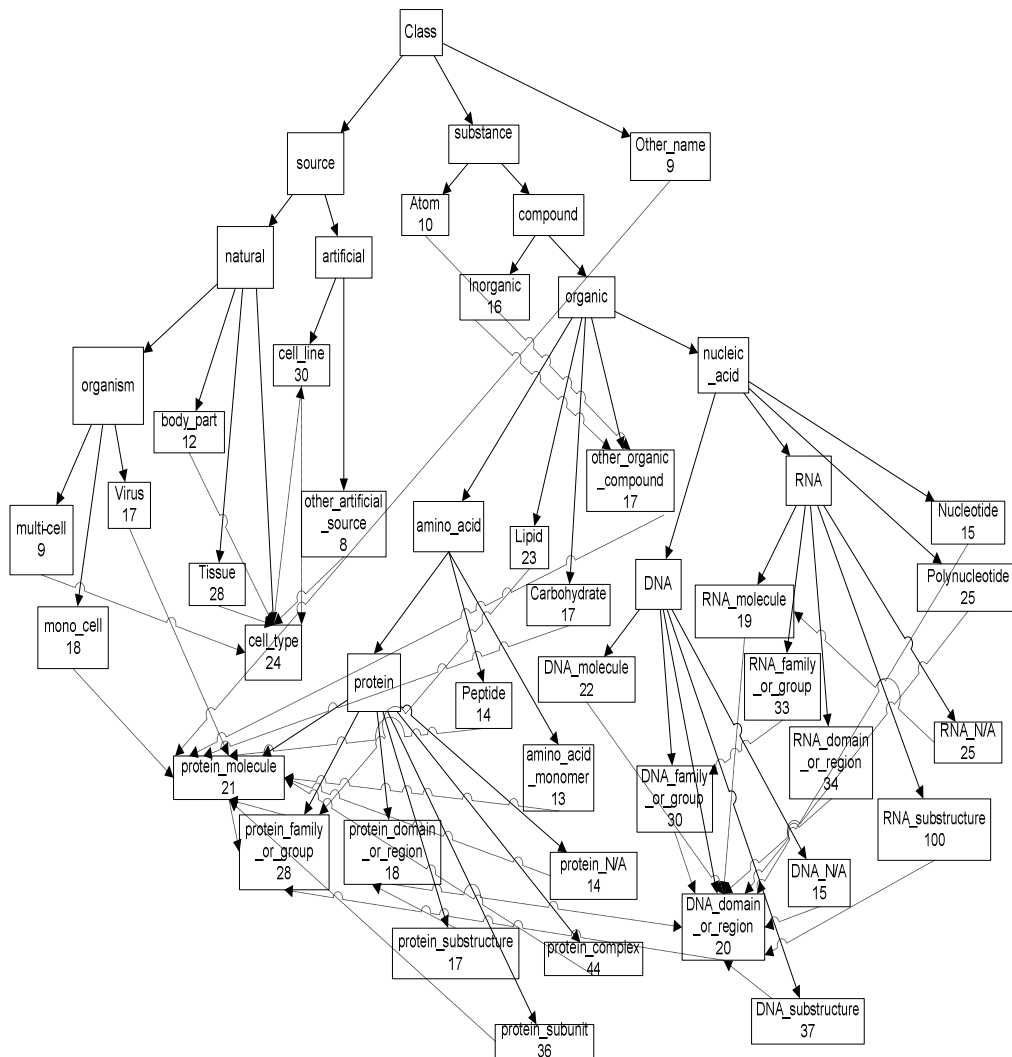 Class
substance
Other_name
9
source
Atom
10
compound
natural
artificial
Inorganic
16
organic
cell_line
30
nucleic
_acid
organism
body_part
12
other_organic
_compound
17
RNA
Virus
17
other_artificial
_source
8
amino_acid
Nucleotide
15
multi-cell
9
Lipid
23
Tissue
28
DNA
Polynucleotide
25
Carbohydrate
17
RNA_molecule
19
mono_cell
18
cell_type
24
DNA_molecule
22
RNA_family
_or_group
33
protein
Peptide
14
RNA_N/A
25
RNA_domain
_or_region
34
protein_molecule
21
amino_acid
_monomer
13
DNA_family
_or_group
30
RNA_substructure
100
protein_family
_or_group
28
protein_domain
_or_region
18
protein_N/A
14
DNA_N/A
15
DNA_domain
_or_region
20
protein_substructure
17
protein_complex
44
DNA_substructure
37
protein_subunit
36